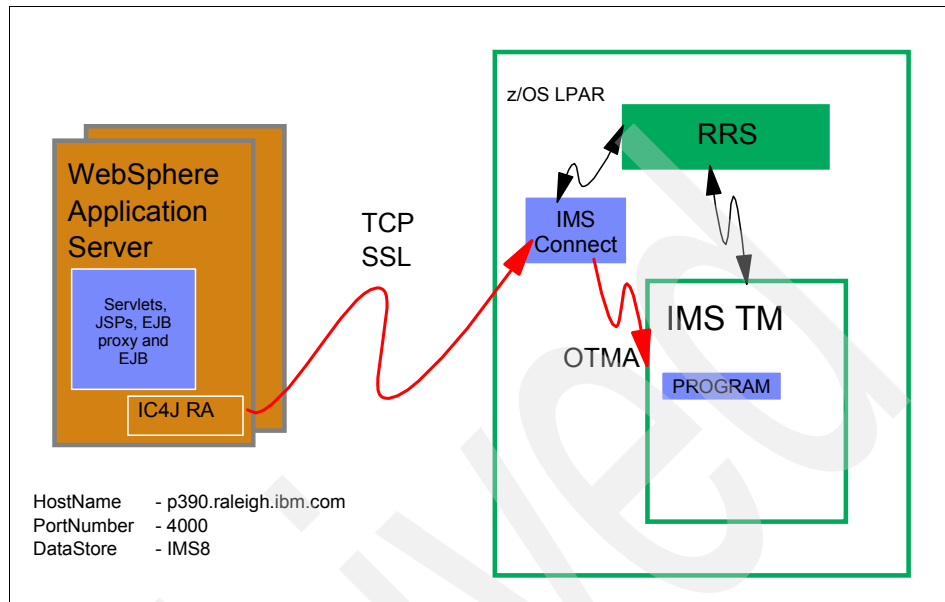 z/OS LPAR
RRS
WebSphere
Application
Server
TCP
SSL
IMS
Connect
Servlets,
JSPs, EJB
proxy and
EJB
IMS TM
OTMA
PROGRAM
IC4J RA
HostName - p390.raleigh.ibm.com
PortNumber - 4000
DataStore - IMS8